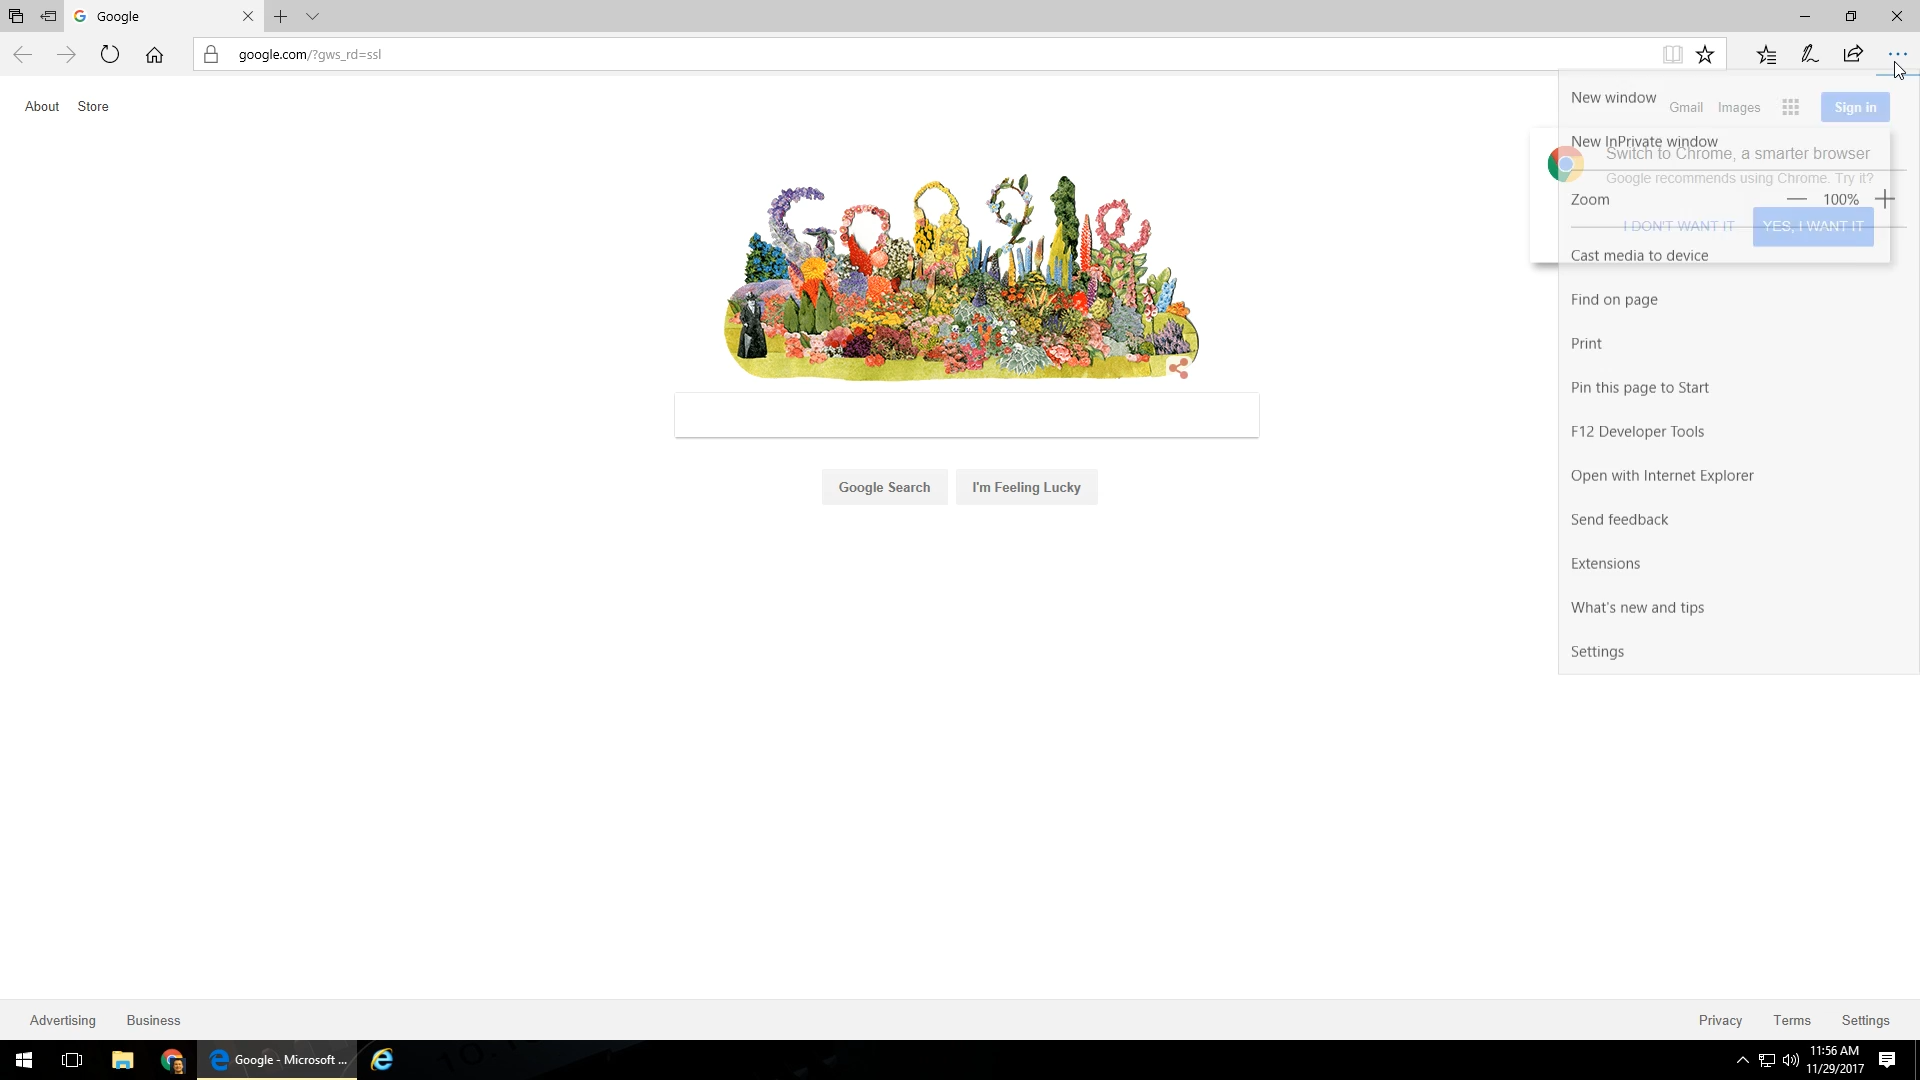 Google
google.com/?gws_rd=ssl
About Store
Gmail Images Sign in
New window
New InPrivate window
Switch to Chrome, a smarter browser
Google recommends using Chrome. Try it?
Zoom 100%
I DON'T WANT IT YES, I WANT IT
Cast media to device
Find on page
Print
Pin this page to Start
F12 Developer Tools
Open with Internet Explorer
Send feedback
Extensions
What's new and tips
Settings
Google
Google Search I'm Feeling Lucky
Advertising Business
Privacy Terms Settings
Google - Microsoft ...
11:56 AM
11/29/2017